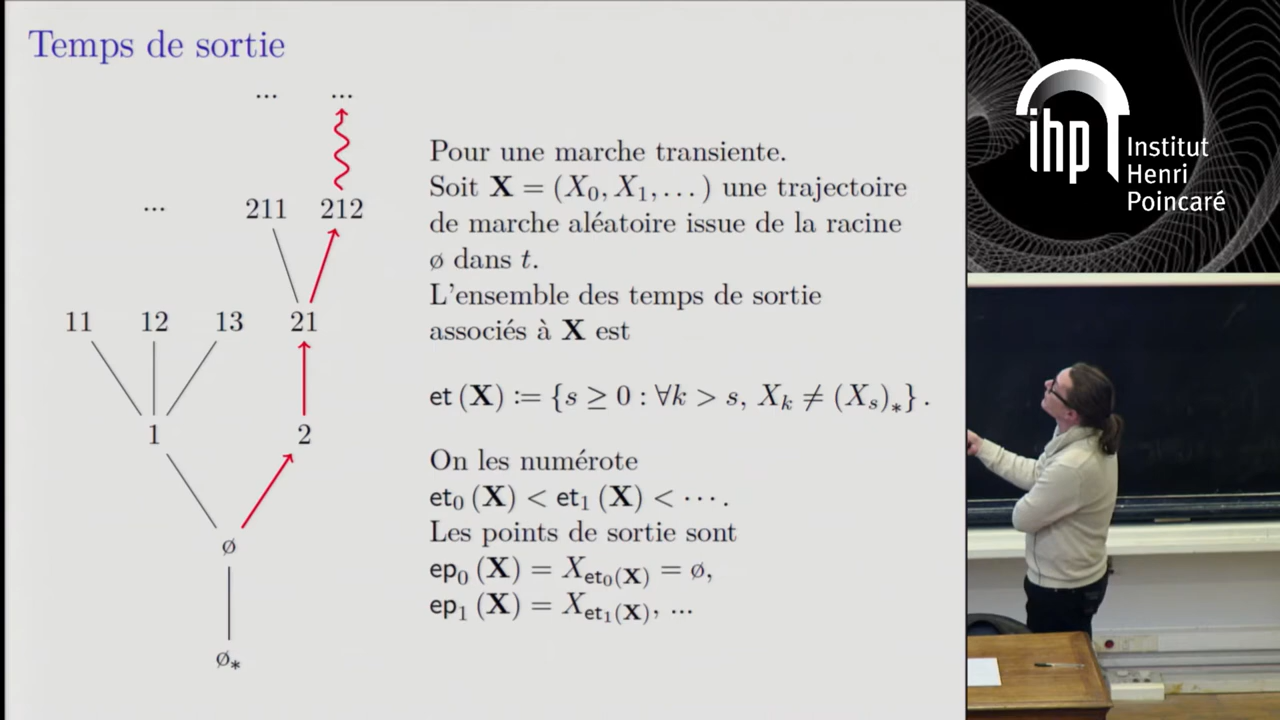 Temps de sortie
... ...
... 211 212
11 12 13 21
1 2
ø
ø*
Pour une marche transiente.
Soit X = (X₀, X₁, . . . ) une trajectoire
de marche aléatoire issue de la racine
ø dans t.
L'ensemble des temps de sortie
associés à X est
et (X) := {s ≥ 0 : ∀k > s, Xₖ ≠ (Xₛ)*} .
On les numérote
et₀ (X) < et₁ (X) < · · · .
Les points de sortie sont
ep₀ (X) = X_{et₀(X)} = ø,
ep₁ (X) = X_{et₁(X)}, ...
ihp
Institut
Henri
Poincaré